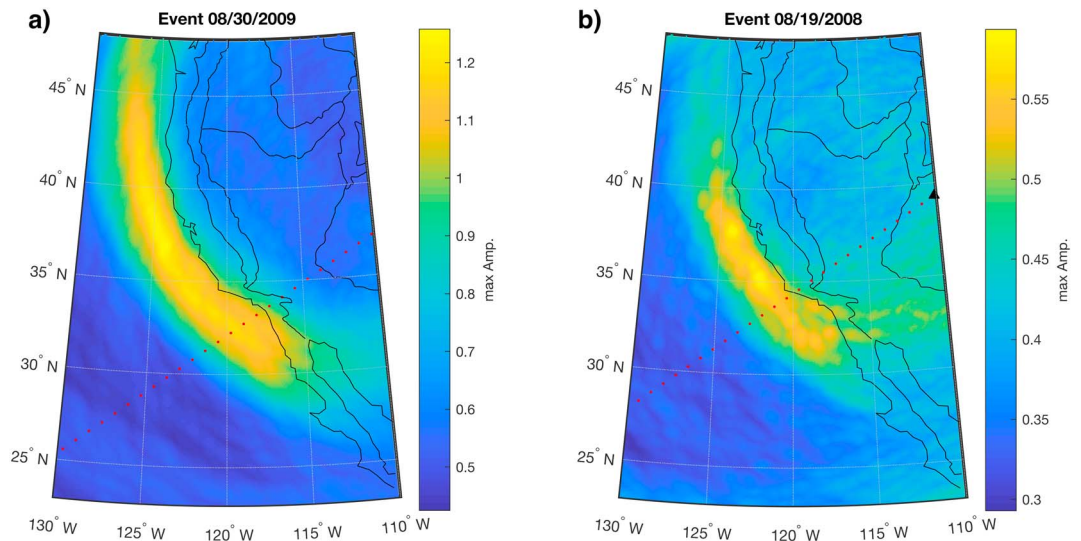 a)
Event 08/30/2009
45° N
40° N
35° N
30° N
25° N
130° W
125° W
120° W
115° W
110° W
1.2
1.1
1
0.9
0.8
0.7
0.6
0.5
max Amp.
b)
Event 08/19/2008
45° N
40° N
35° N
30° N
25° N
130° W
125° W
120° W
115° W
110° W
0.55
0.5
0.45
0.4
0.35
0.3
max Amp.